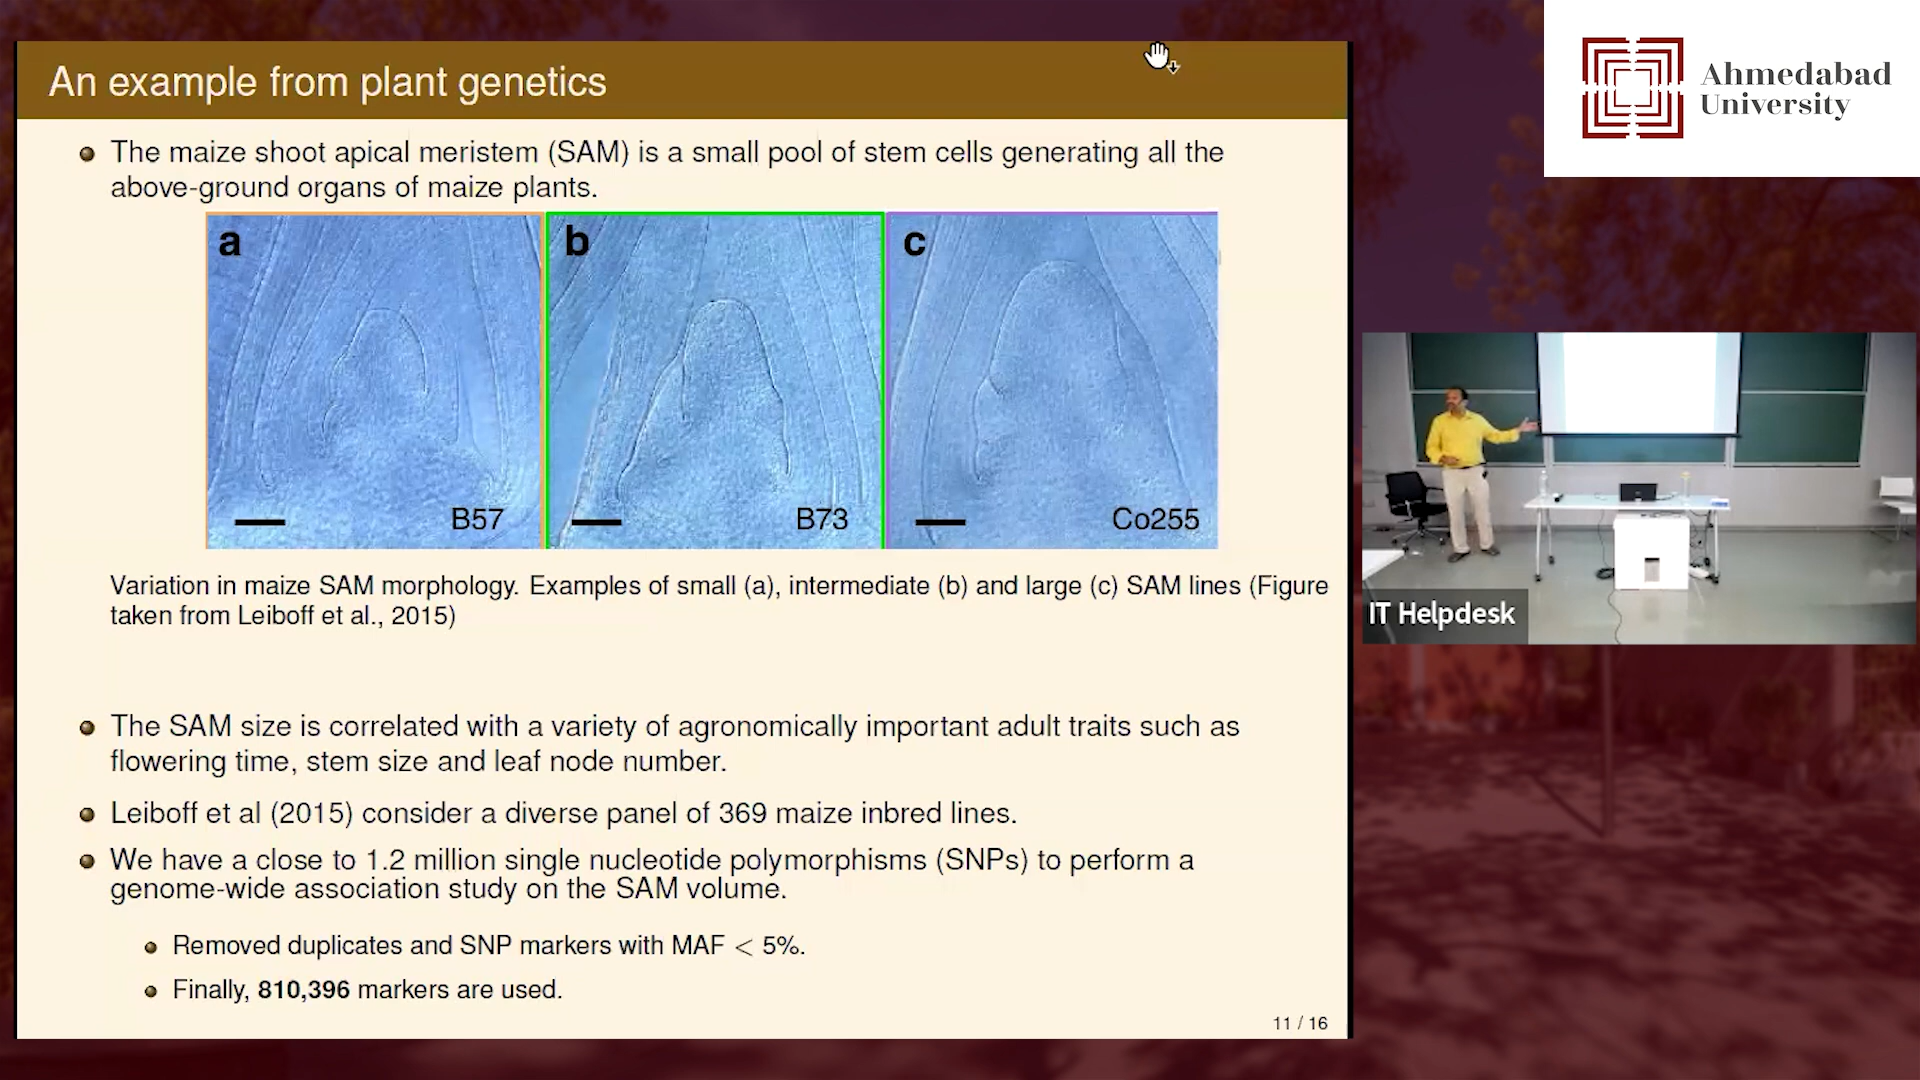 An example from plant genetics
The maize shoot apical meristem (SAM) is a small pool of stem cells generating all the
above-ground organs of maize plants.
a
b
c
B57
B73
Co255
Variation in maize SAM morphology. Examples of small (a), intermediate (b) and large (c) SAM lines (Figure
taken from Leiboff et al., 2015)
The SAM size is correlated with a variety of agronomically important adult traits such as
flowering time, stem size and leaf node number.
Leiboff et al (2015) consider a diverse panel of 369 maize inbred lines.
We have a close to 1.2 million single nucleotide polymorphisms (SNPs) to perform a
genome-wide association study on the SAM volume.
Removed duplicates and SNP markers with MAF < 5%.
Finally, 810,396 markers are used.
11 / 16
Ahmedabad
University
IT Helpdesk